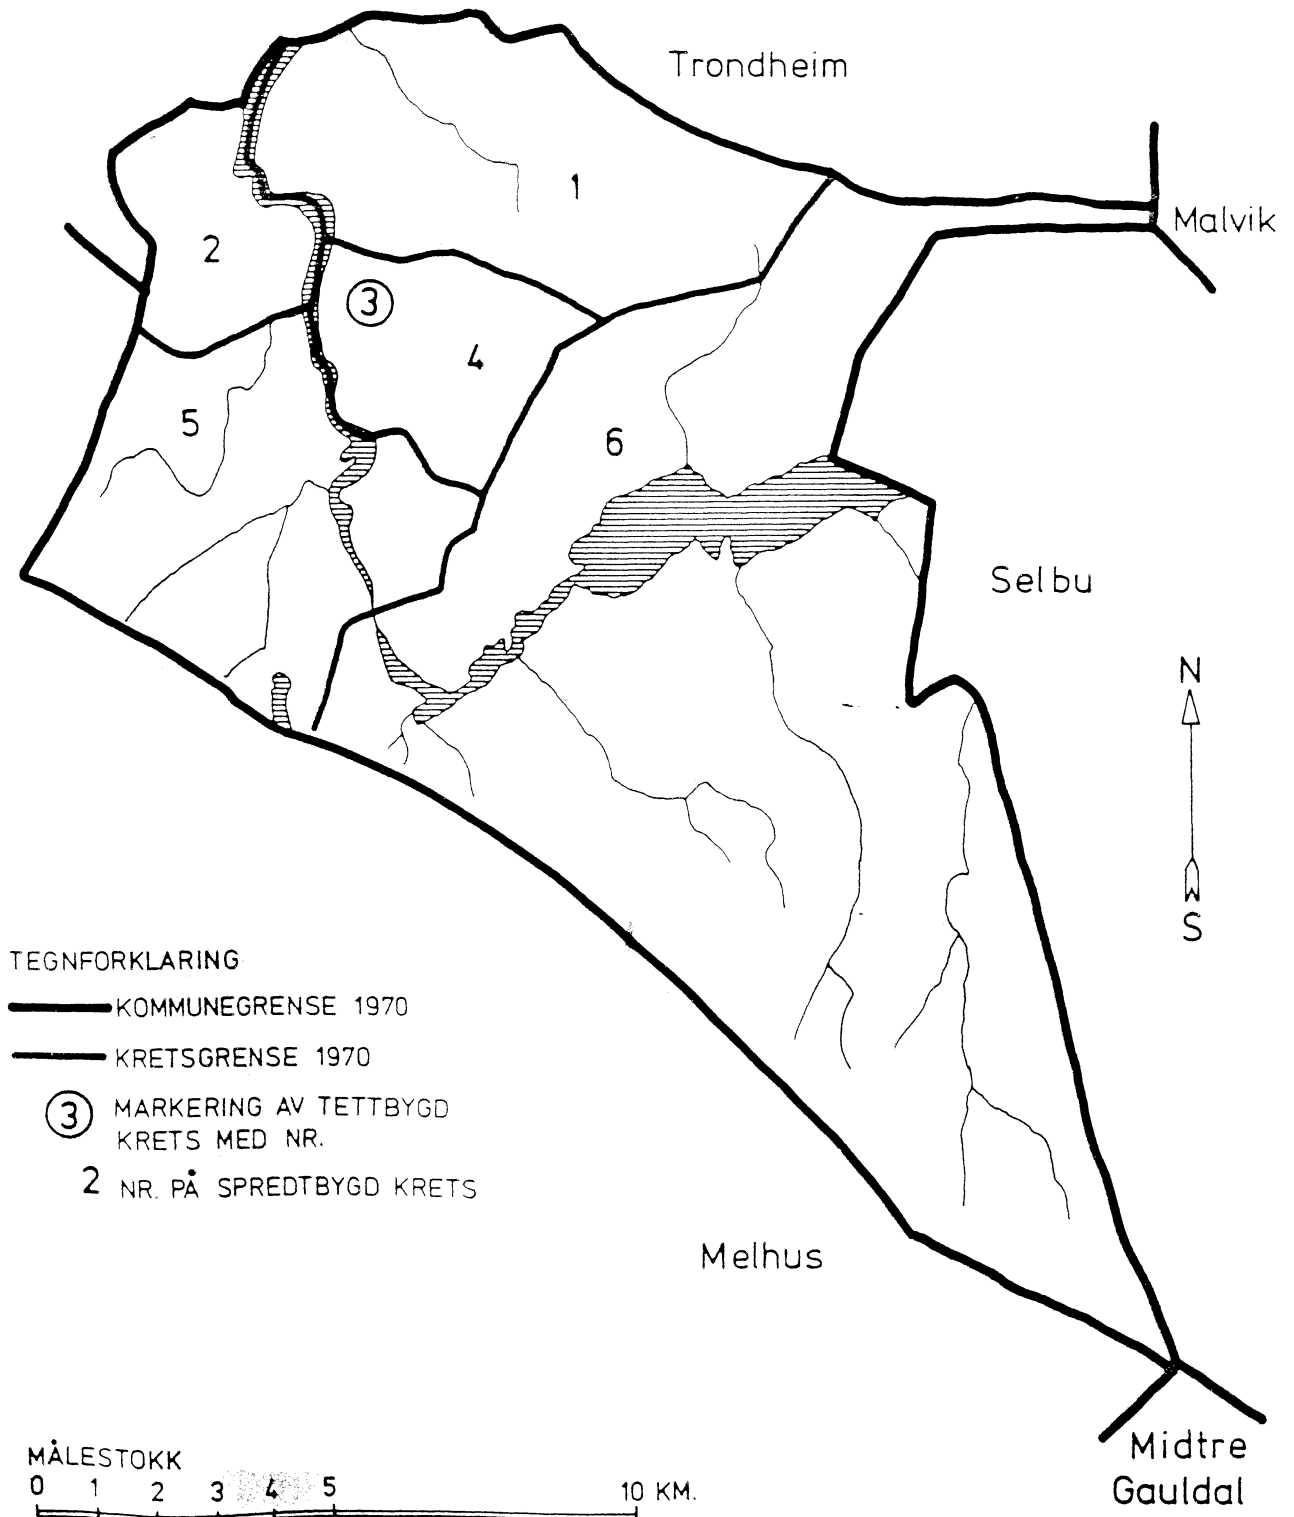 Trondheim
1
Malvik
2
3
4
5
6
Selbu
N
S
TEGNFORKLARING
KOMMUNEGRENSE 1970
KRETSGRENSE 1970
3 MARKERING AV TETTBYGD
KRETS MED NR.
2 NR. PÅ SPREDTBYGD KRETS
Melhus
Midtre
Gauldal
MÅLESTOKK
0 1 2 3 4 5 10 KM.